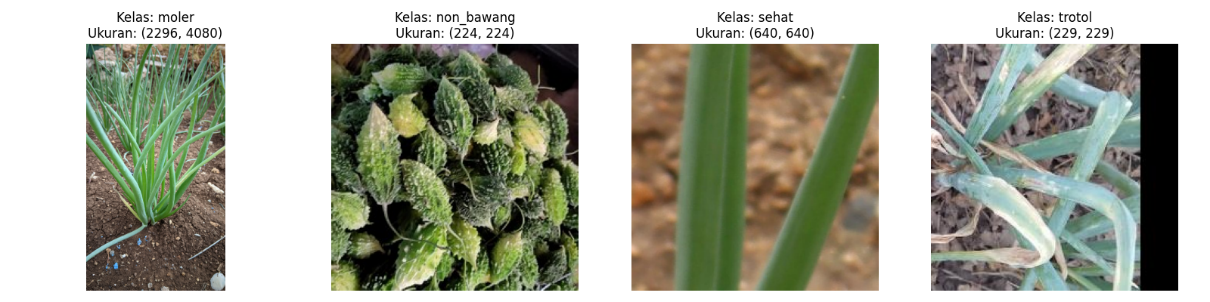 Kelas: moler
Ukuran: (2296, 4080)
Kelas: non_bawang
Ukuran: (224, 224)
Kelas: sehat
Ukuran: (640, 640)
Kelas: trotol
Ukuran: (229, 229)